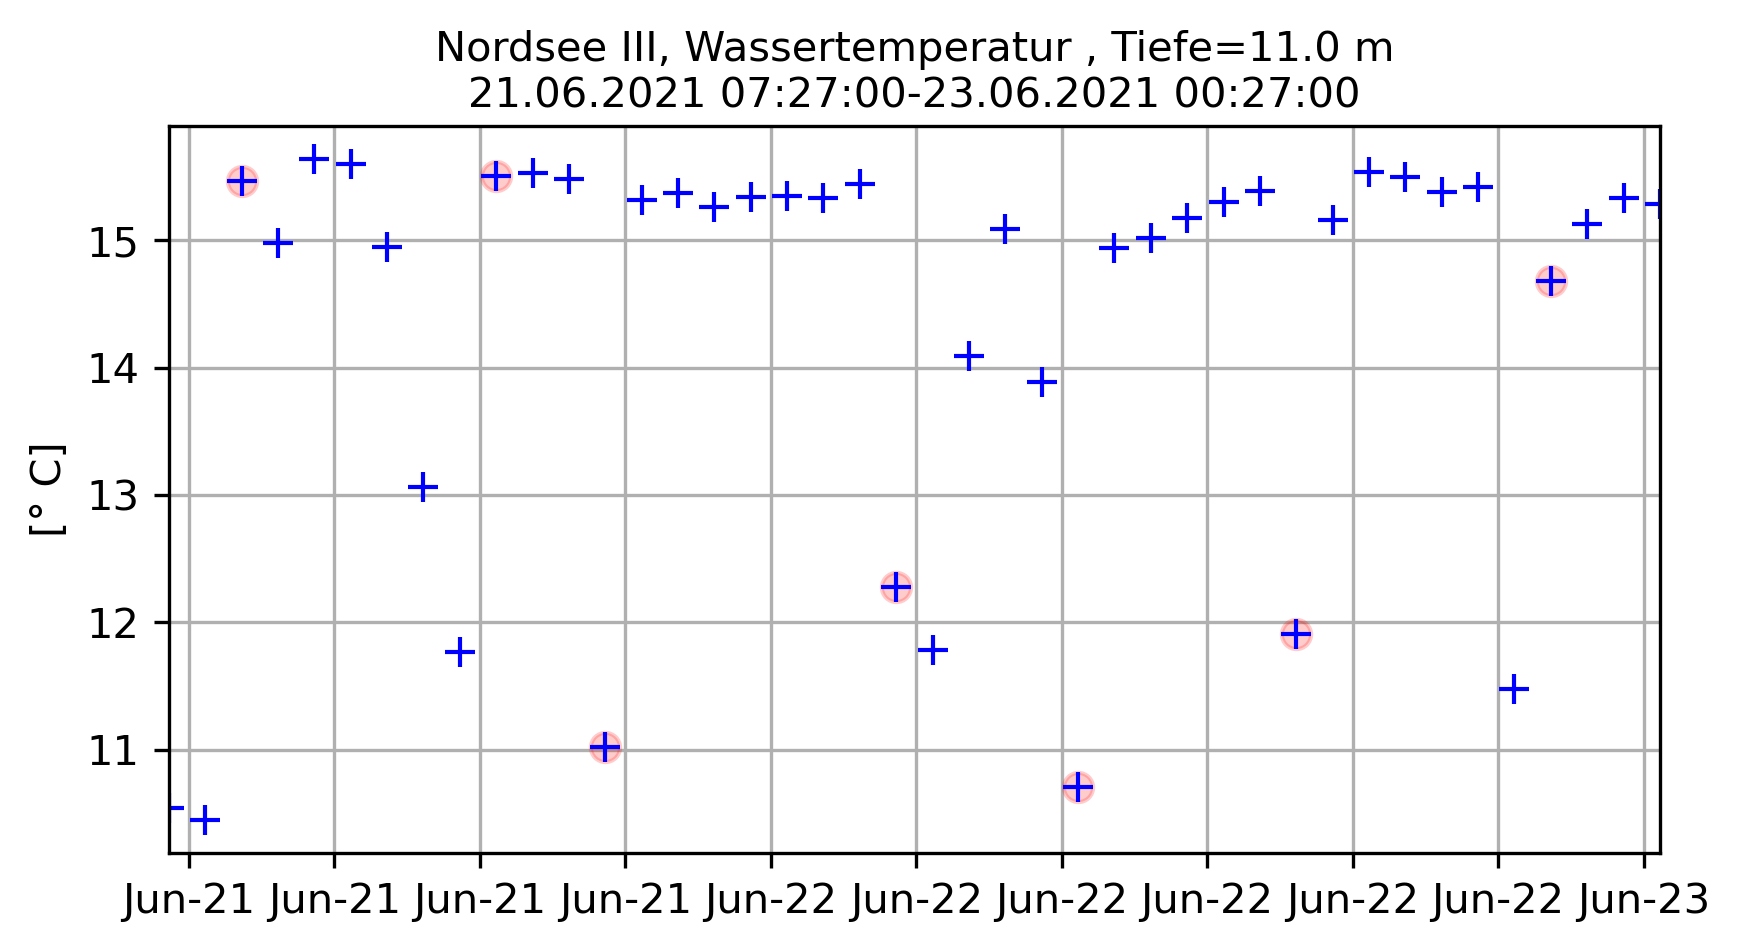 Nordsee III, Wassertemperatur , Tiefe=11.0 m
21.06.2021 07:27:00-23.06.2021 00:27:00
[° C]
15
14
13
12
11
Jun-21 Jun-21 Jun-21 Jun-21 Jun-22 Jun-22 Jun-22 Jun-22 Jun-22 Jun-22 Jun-23